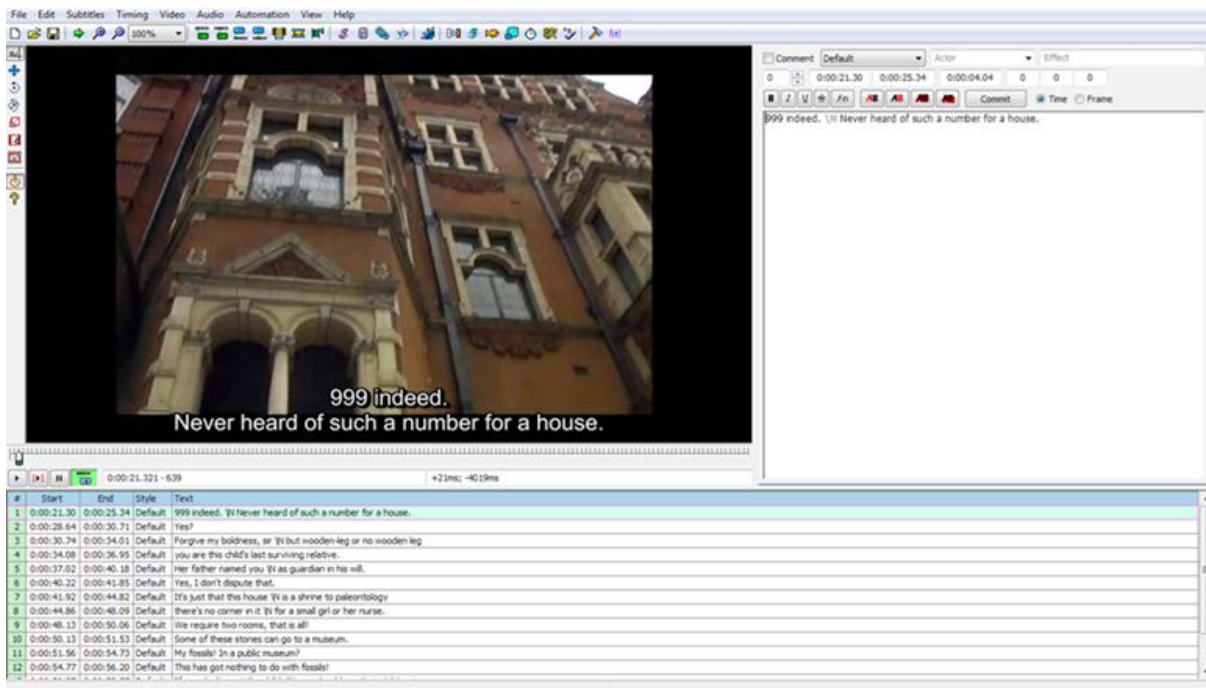 File Edit Subtitles Timing Video Audio Automation View Help
100%
Comment Default Actor Effect
0 0:00:21.30 0:00:25.34 0:00:04.04 0 0 0
B I U S Fn AB AB AB AB Commit Time Frame
999 indeed. \N Never heard of such a number for a house.
999 indeed.
Never heard of such a number for a house.
0:00:21.321 - 639 +21ms; -4019ms
# Start End Style Text
1 0:00:21.30 0:00:25.34 Default 999 indeed. \N Never heard of such a number for a house.
2 0:00:28.64 0:00:30.71 Default Yes?
3 0:00:30.74 0:00:34.01 Default Forgive my boldness, sir \N but wooden-leg or no wooden leg
4 0:00:34.08 0:00:36.95 Default you are this child's last surviving relative.
5 0:00:37.02 0:00:40.18 Default Her father named you \N as guardian in his will.
6 0:00:40.22 0:00:41.85 Default Yes, I don't dispute that.
7 0:00:41.92 0:00:44.82 Default It's just that this house \N is a shrine to paleontology
8 0:00:44.86 0:00:48.09 Default there's no corner in it \N for a small girl or her nurse.
9 0:00:48.13 0:00:50.06 Default We require two rooms, that is all!
10 0:00:50.13 0:00:51.53 Default Some of these stones can go to a museum.
11 0:00:51.56 0:00:54.73 Default My fossils! In a public museum?
12 0:00:54.77 0:00:56.20 Default This has got nothing to do with fossils!